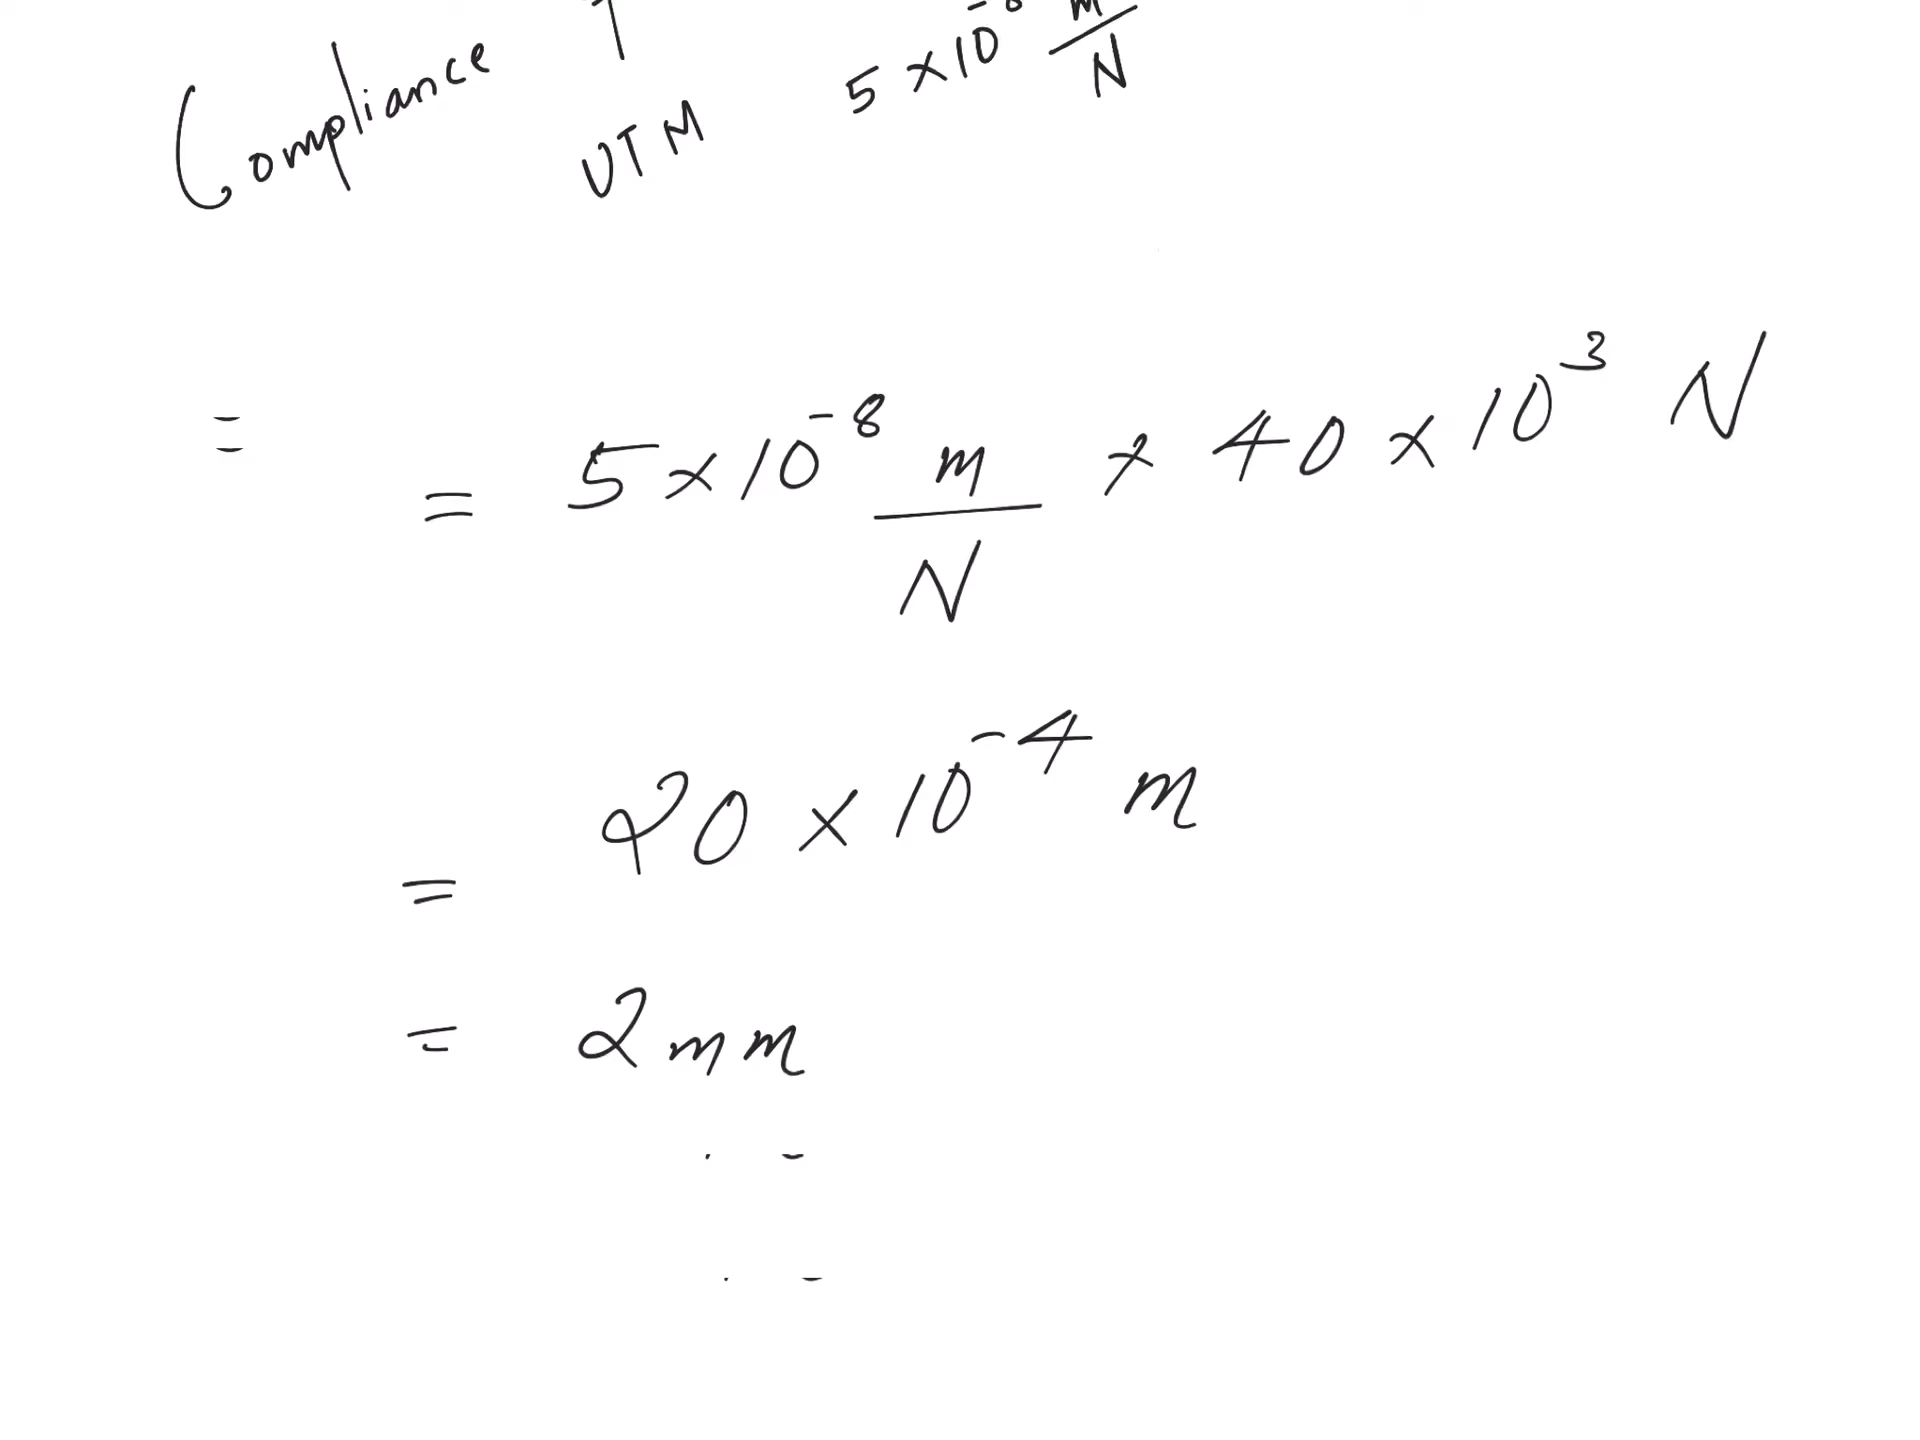 Compliance
UTM
5 × 10⁻⁸ m/N
=
= 5 × 10⁻⁸ m/N × 40 × 10³ N
= 20 × 10⁻⁴ m
= 2 mm